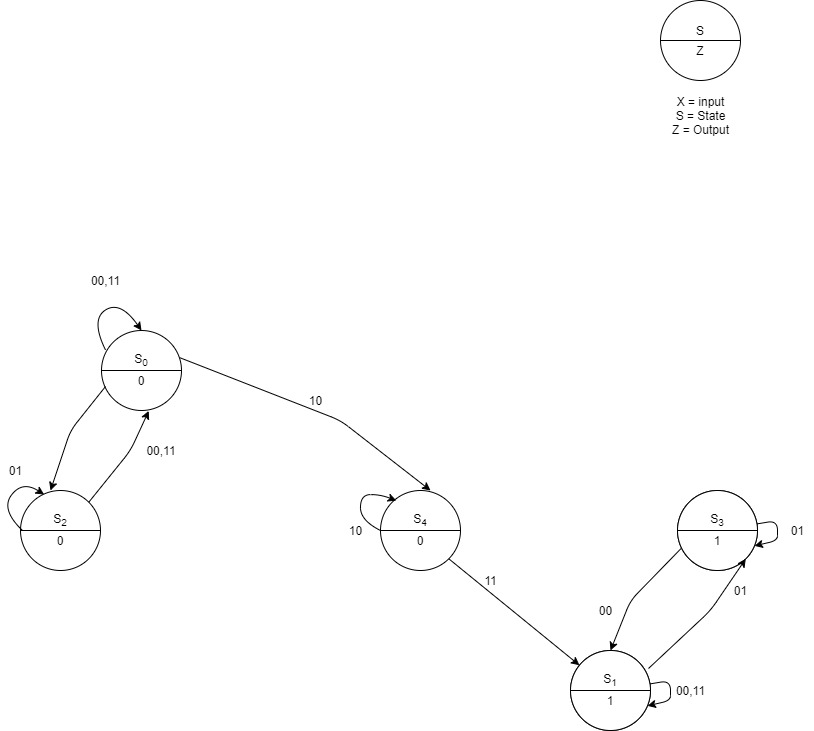 S
Z
X = input
S = State
Z = Output
00,11
S0
0
10
00,11
01
S2
0
S4
0
10
11
S3
1
01
00
01
S1
1
00,11